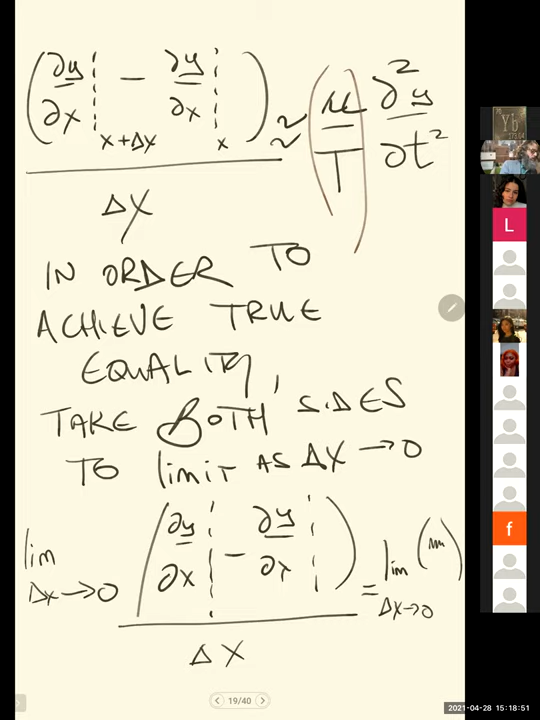 (∂y/∂x|x+Δx − ∂y/∂x|x) / Δx ≈ (μ/T) ∂²y/∂t²
IN ORDER TO
ACHIEVE TRUE
EQUALITY,
TAKE BOTH SIDES
TO limit AS Δx → 0
lim Δx→0 (∂y/∂x| − ∂y/∂x|) / Δx = lim Δx→0
19/40
Yb
L
f
2021-04-28 15:18:51